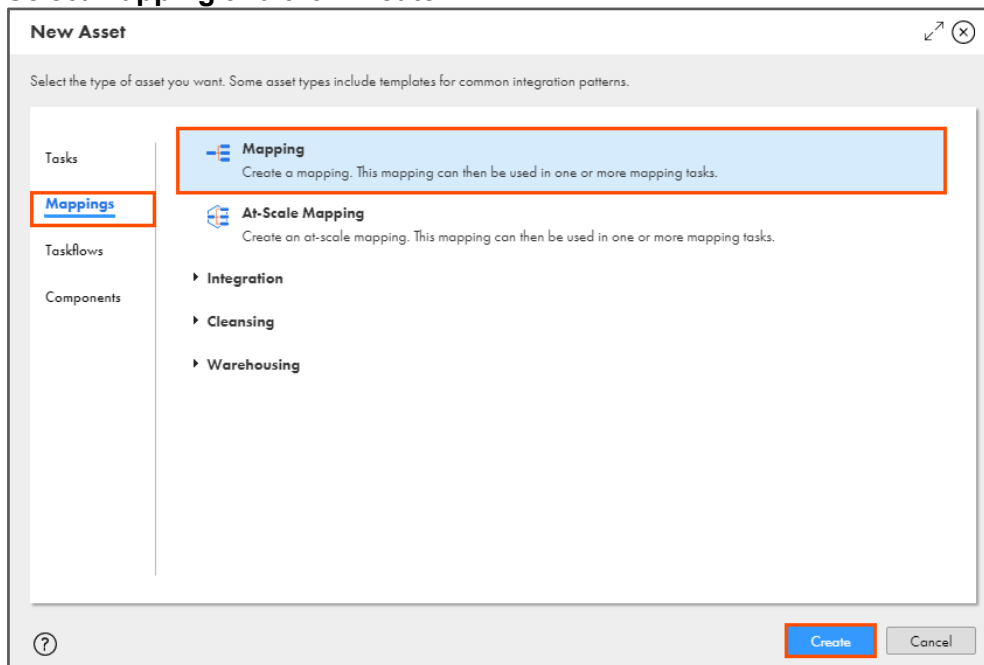 New Asset
Select the type of asset you want. Some asset types include templates for common integration patterns.
Tasks
Mappings
Taskflows
Components
Mapping
Create a mapping. This mapping can then be used in one or more mapping tasks.
At-Scale Mapping
Create an at-scale mapping. This mapping can then be used in one or more mapping tasks.
Integration
Cleansing
Warehousing
?
Create
Cancel